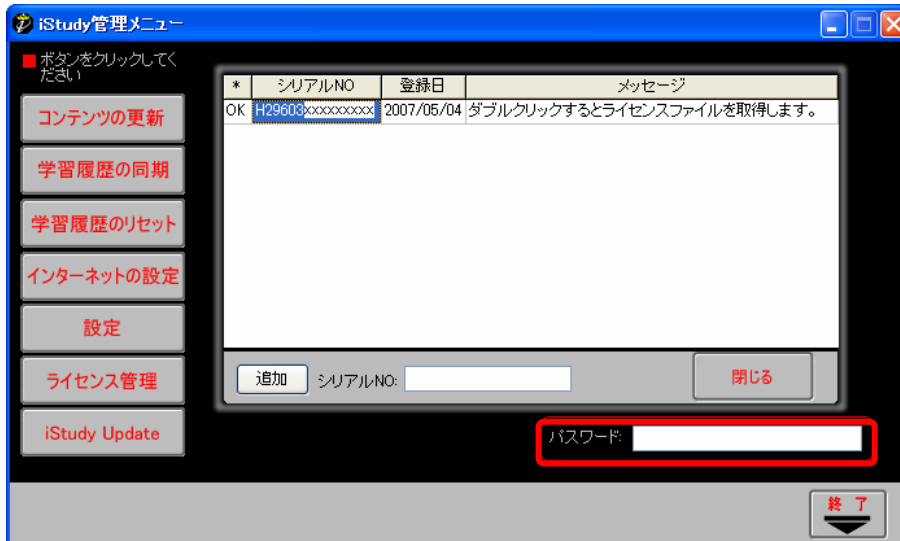 iStudy管理メニュー
ボタンをクリックしてく
ださい
コンテンツの更新
学習履歴の同期
学習履歴のリセット
インターネットの設定
設定
ライセンス管理
iStudy Update
* シリアルNO 登録日 メッセージ
OK H29603xxxxxxxxx 2007/05/04 ダブルクリックするとライセンスファイルを取得します。
追加 シリアルNO: 閉じる
パスワード:
終了